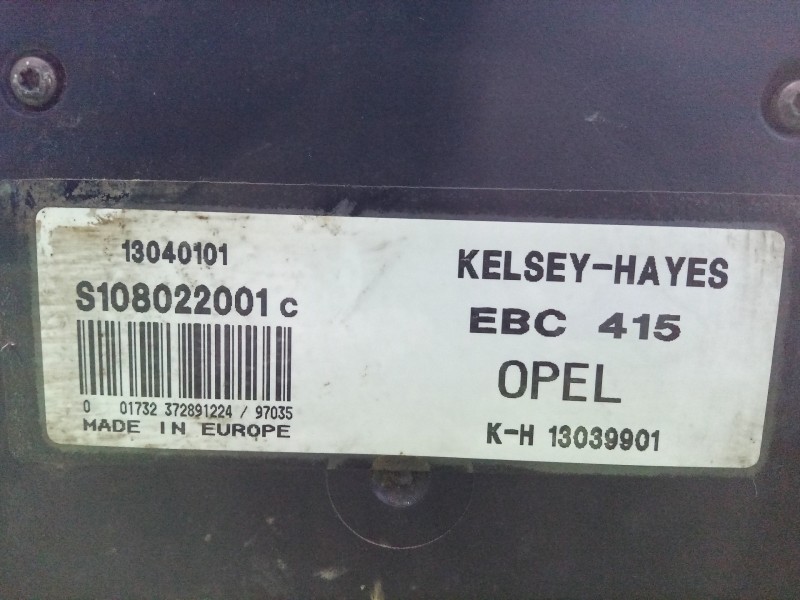 13040101
S108022001 C
0 01732 372891224 / 97035
MADE IN EUROPE
KELSEY-HAYES
EBC 415
OPEL
K-H 13039901